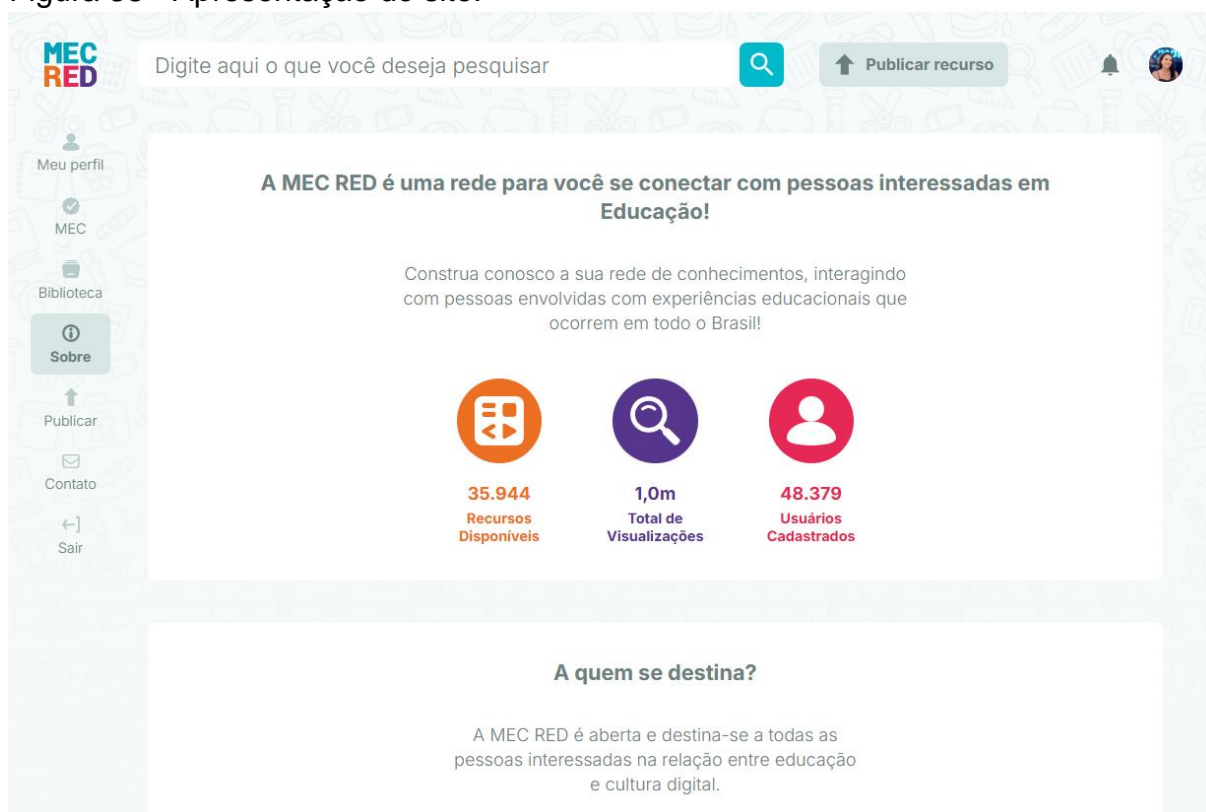 MEC
RED
Digite aqui o que você deseja pesquisar
Publicar recurso
Meu perfil
MEC
Biblioteca
Sobre
Publicar
Contato
Sair
A MEC RED é uma rede para você se conectar com pessoas interessadas em
Educação!
Construa conosco a sua rede de conhecimentos, interagindo
com pessoas envolvidas com experiências educacionais que
ocorrem em todo o Brasil!
35.944
Recursos
Disponíveis
1,0m
Total de
Visualizações
48.379
Usuários
Cadastrados
A quem se destina?
A MEC RED é aberta e destina-se a todas as
pessoas interessadas na relação entre educação
e cultura digital.